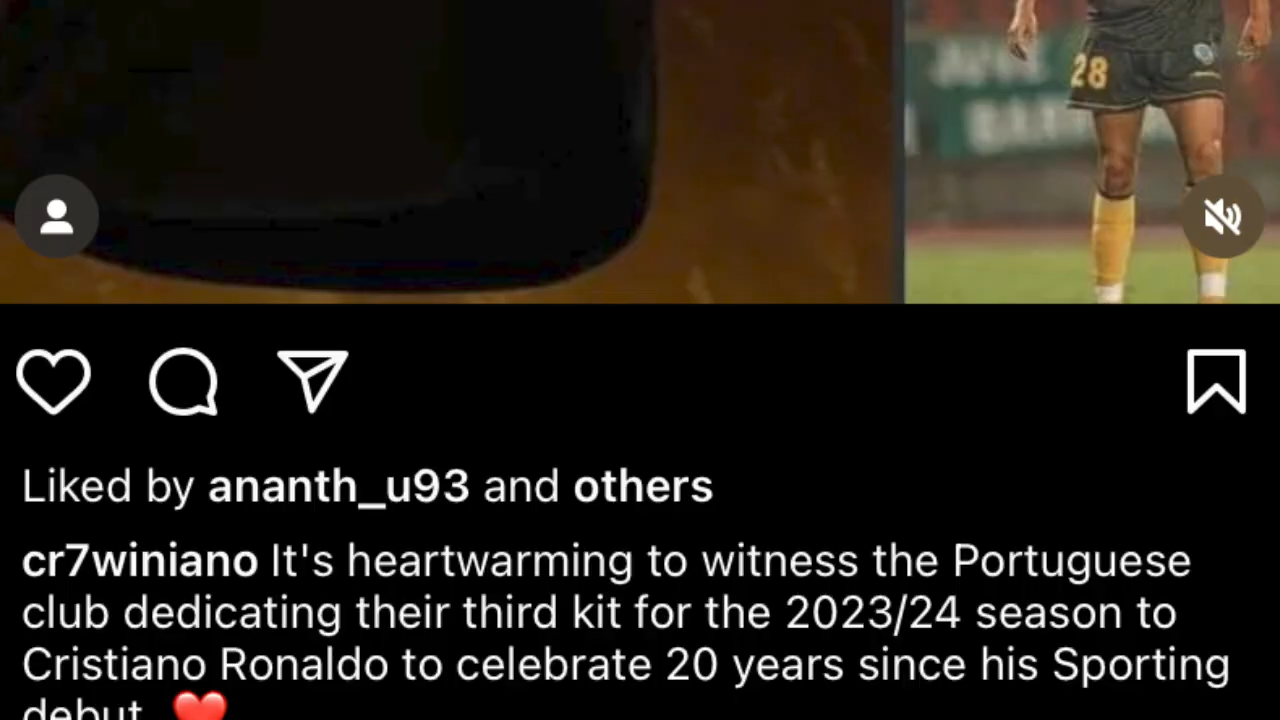 28
Liked by ananth_u93 and others
cr7winiano It's heartwarming to witness the Portuguese
club dedicating their third kit for the 2023/24 season to
Cristiano Ronaldo to celebrate 20 years since his Sporting
debut. ❤️